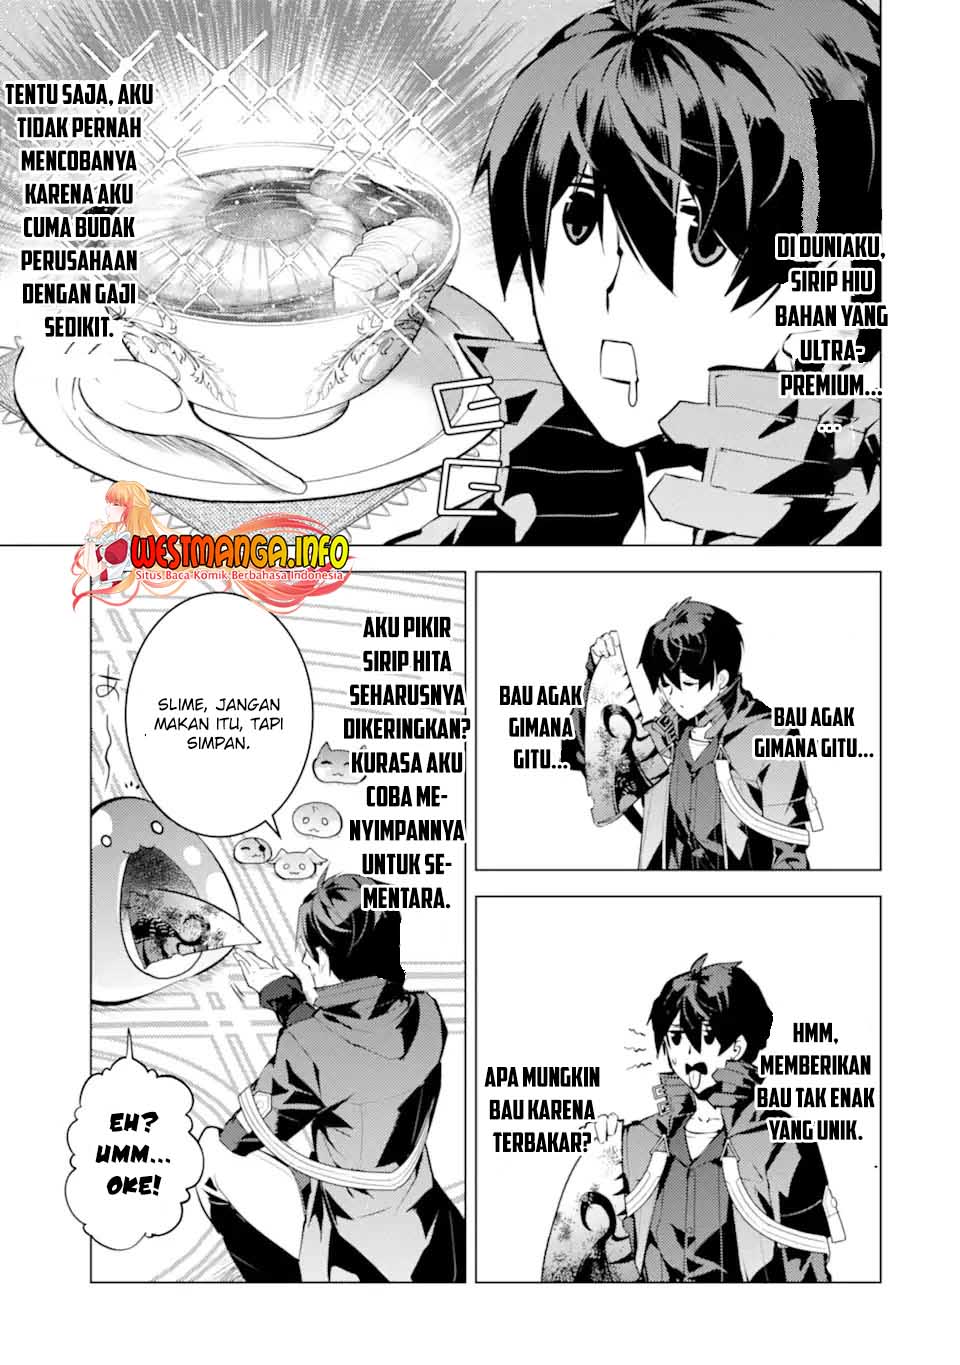 DI DUNIAKU,
SIRIP HIU
BAHAN YANG
ULTRA-
PREMIUM...
...
TENTU SAJA, AKU
TIDAK PERNAH
MENCOBANYA
KARENA AKU
CUMA BUDAK
PERUSAHAAN
DENGAN GAJI
SEDIKIT.
WESTMANGA.INFO
Situs Baca Komik Berbahasa Indonesia
BAU AGAK
GIMANA GITU...
BAU AGAK
GIMANA
GITU...
HMM,
MEMBERIKAN
BAU TAK ENAK
YANG UNIK.
APA MUNGKIN
BAU KARENA
TERBAKAR?
AKU PIKIR
SIRIP HITA
SEHARUSNYA
DIKERINGKAN?
KURASA AKU
COBA ME-
NYIMPANNYA
UNTUK SE-
MENTARA.
SLIME, JANGAN
MAKAN ITU, TAPI
SIMPAN.
あ
EH?
UMM...
OKE!